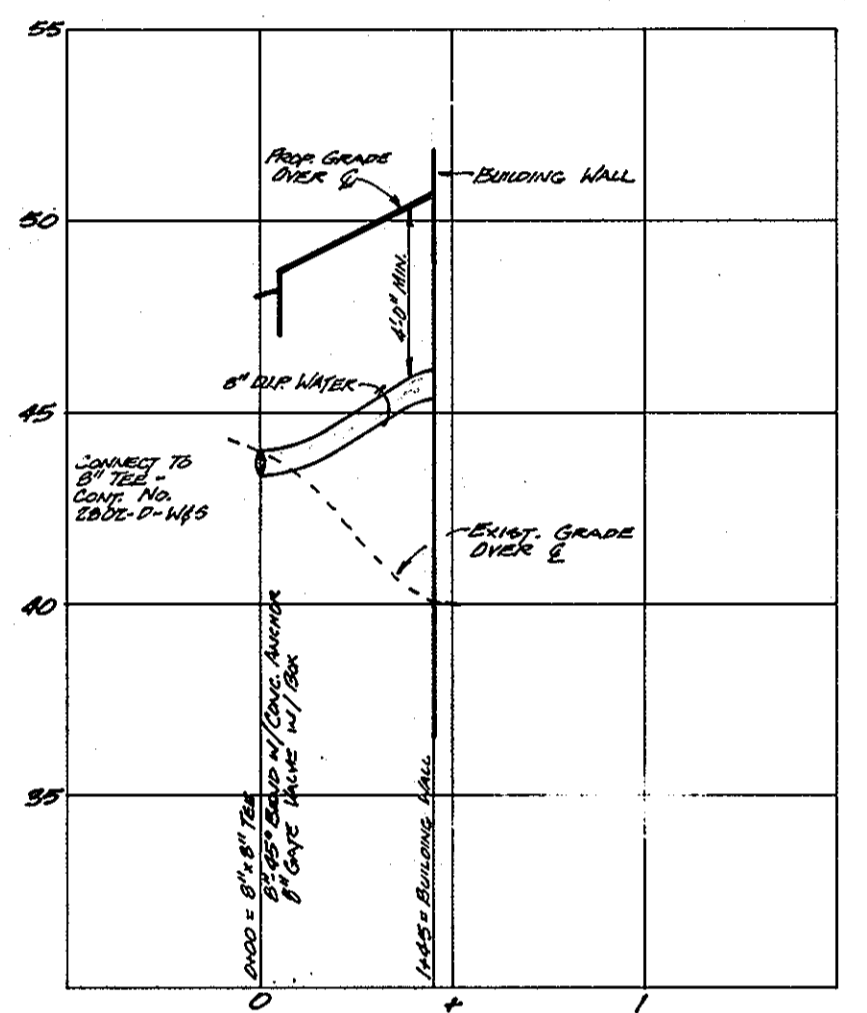 55
50
45
40
35
PROP. GRADE
OVER ℄
BUILDING WALL
4'-0" MIN.
8" D.I.P. WATER
CONNECT TO
8" TEE -
CONT. NO.
2802-D-W&S
EXIST. GRADE
OVER ℄
0+00 = 8" x 8" TEE
8"-45° BEND W/CONC. ANCHOR
8" GATE VALVE W/BOX
1+45 = BUILDING WALL
0
+
1